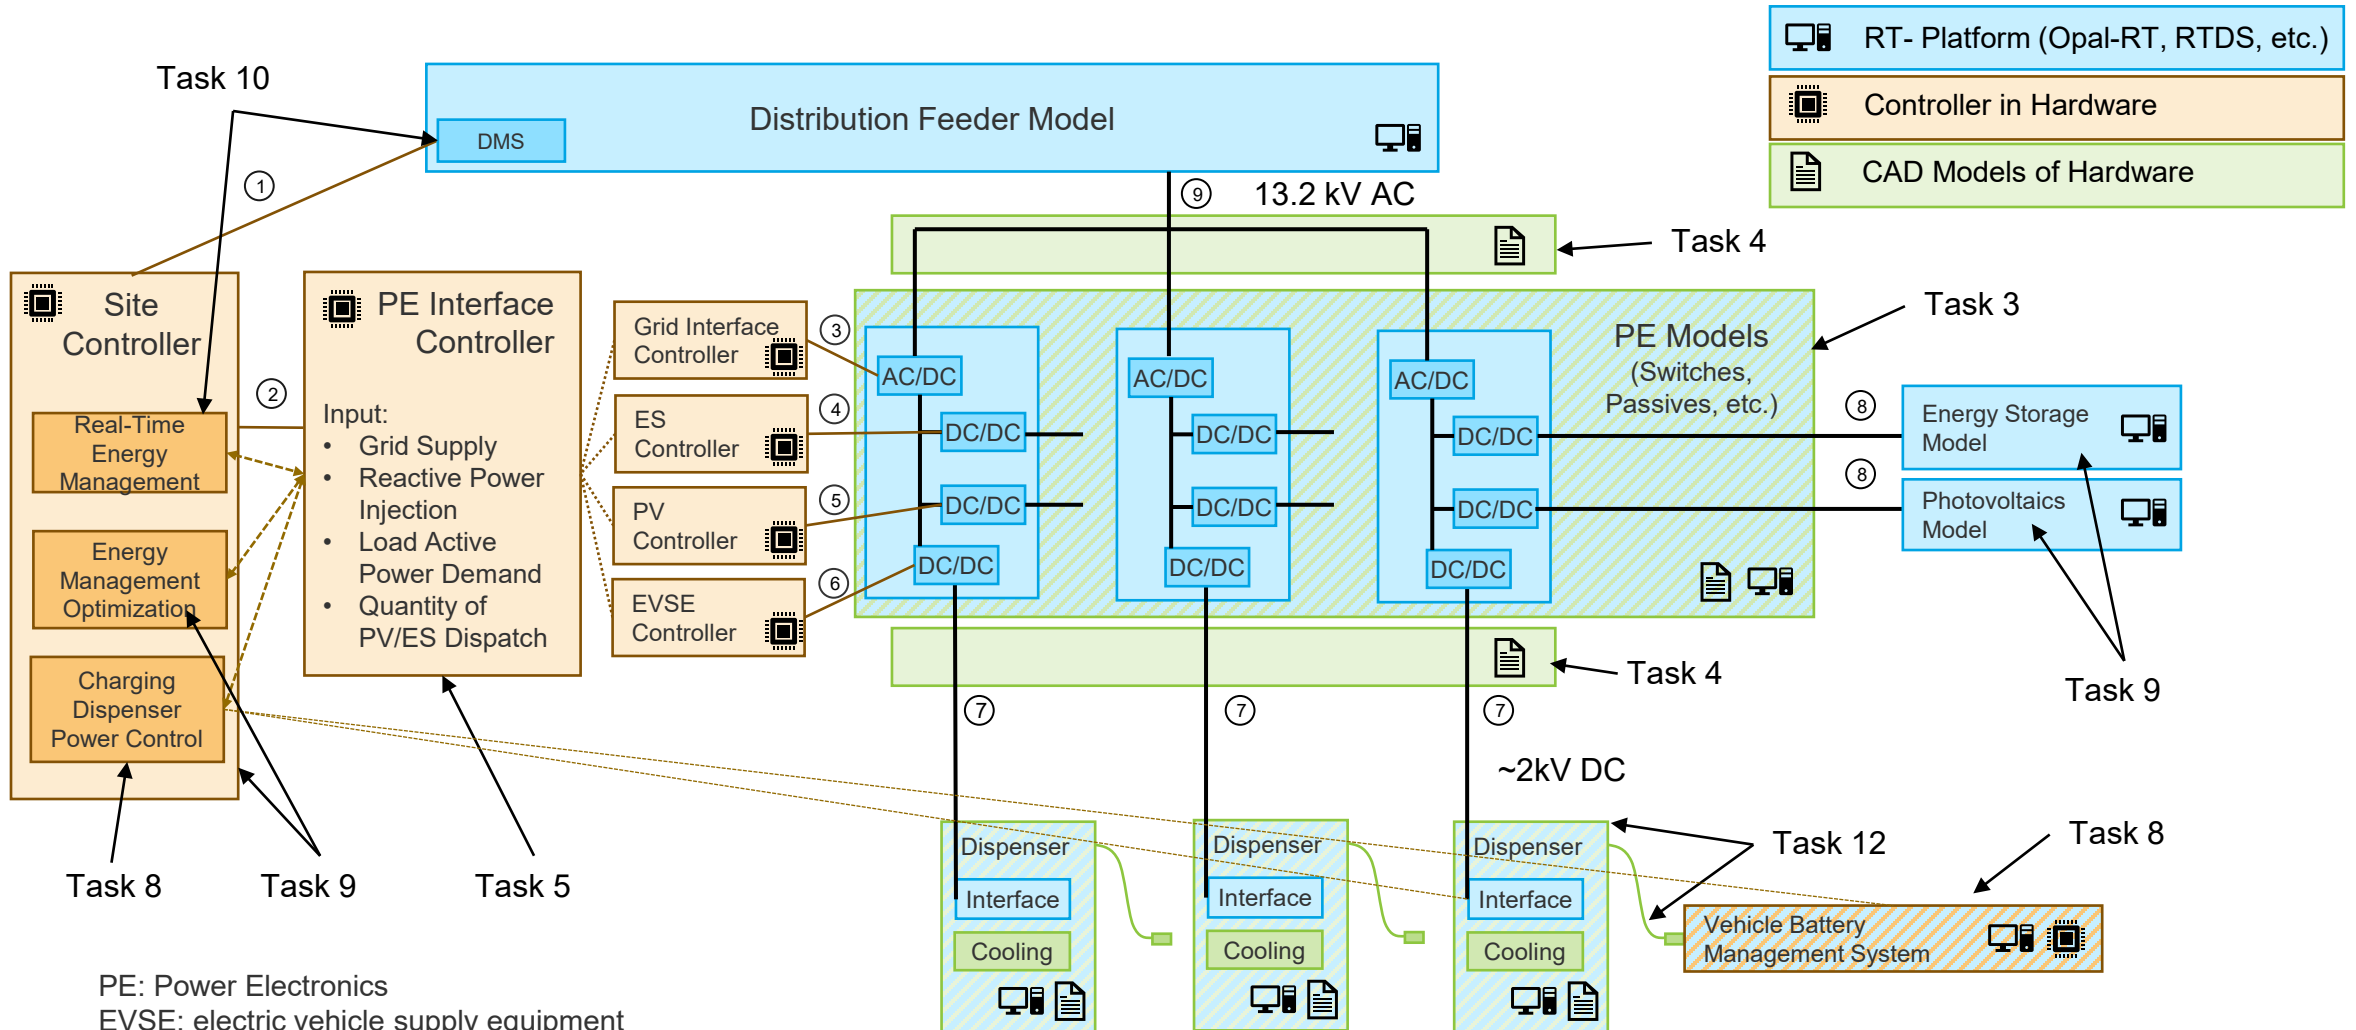 RT- Platform (Opal-RT, RTDS, etc.)
Controller in Hardware
CAD Models of Hardware
Task 10
Distribution Feeder Model
DMS
1
9
13.2 kV AC
Task 4
Task 3
Site
Controller
Real-Time
Energy
Management
Energy
Management
Optimization
Charging
Dispenser
Power Control
2
PE Interface
Controller
Input:
• Grid Supply
• Reactive Power
Injection
• Load Active
Power Demand
• Quantity of
PV/ES Dispatch
Grid Interface
Controller
ES
Controller
PV
Controller
EVSE
Controller
3
4
5
6
AC/DC
DC/DC
DC/DC
DC/DC
AC/DC
DC/DC
DC/DC
DC/DC
AC/DC
DC/DC
DC/DC
DC/DC
PE Models
(Switches,
Passives, etc.)
8
8
Energy Storage
Model
Photovoltaics
Model
Task 9
Task 4
7
7
7
~2kV DC
Task 8
Task 9
Task 5
Dispenser
Interface
Cooling
Dispenser
Interface
Cooling
Dispenser
Interface
Cooling
Task 12
Task 8
Vehicle Battery
Management System
PE: Power Electronics
EVSE: electric vehicle supply equipment